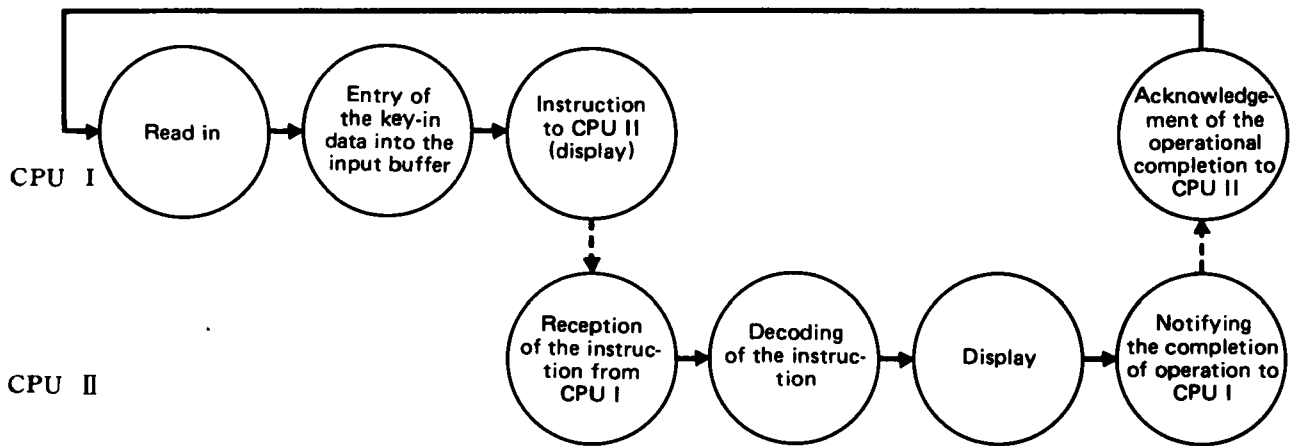 Read in
Entry of
the key-in
data into the
input buffer
Instruction
to CPU II
(display)
Acknowledge-
ment of the
operational
completion to
CPU II
CPU I
Reception
of the instruc-
tion from
CPU I
Decoding
of the instruc-
tion
Display
Notifying
the completion
of operation to
CPU I
CPU II